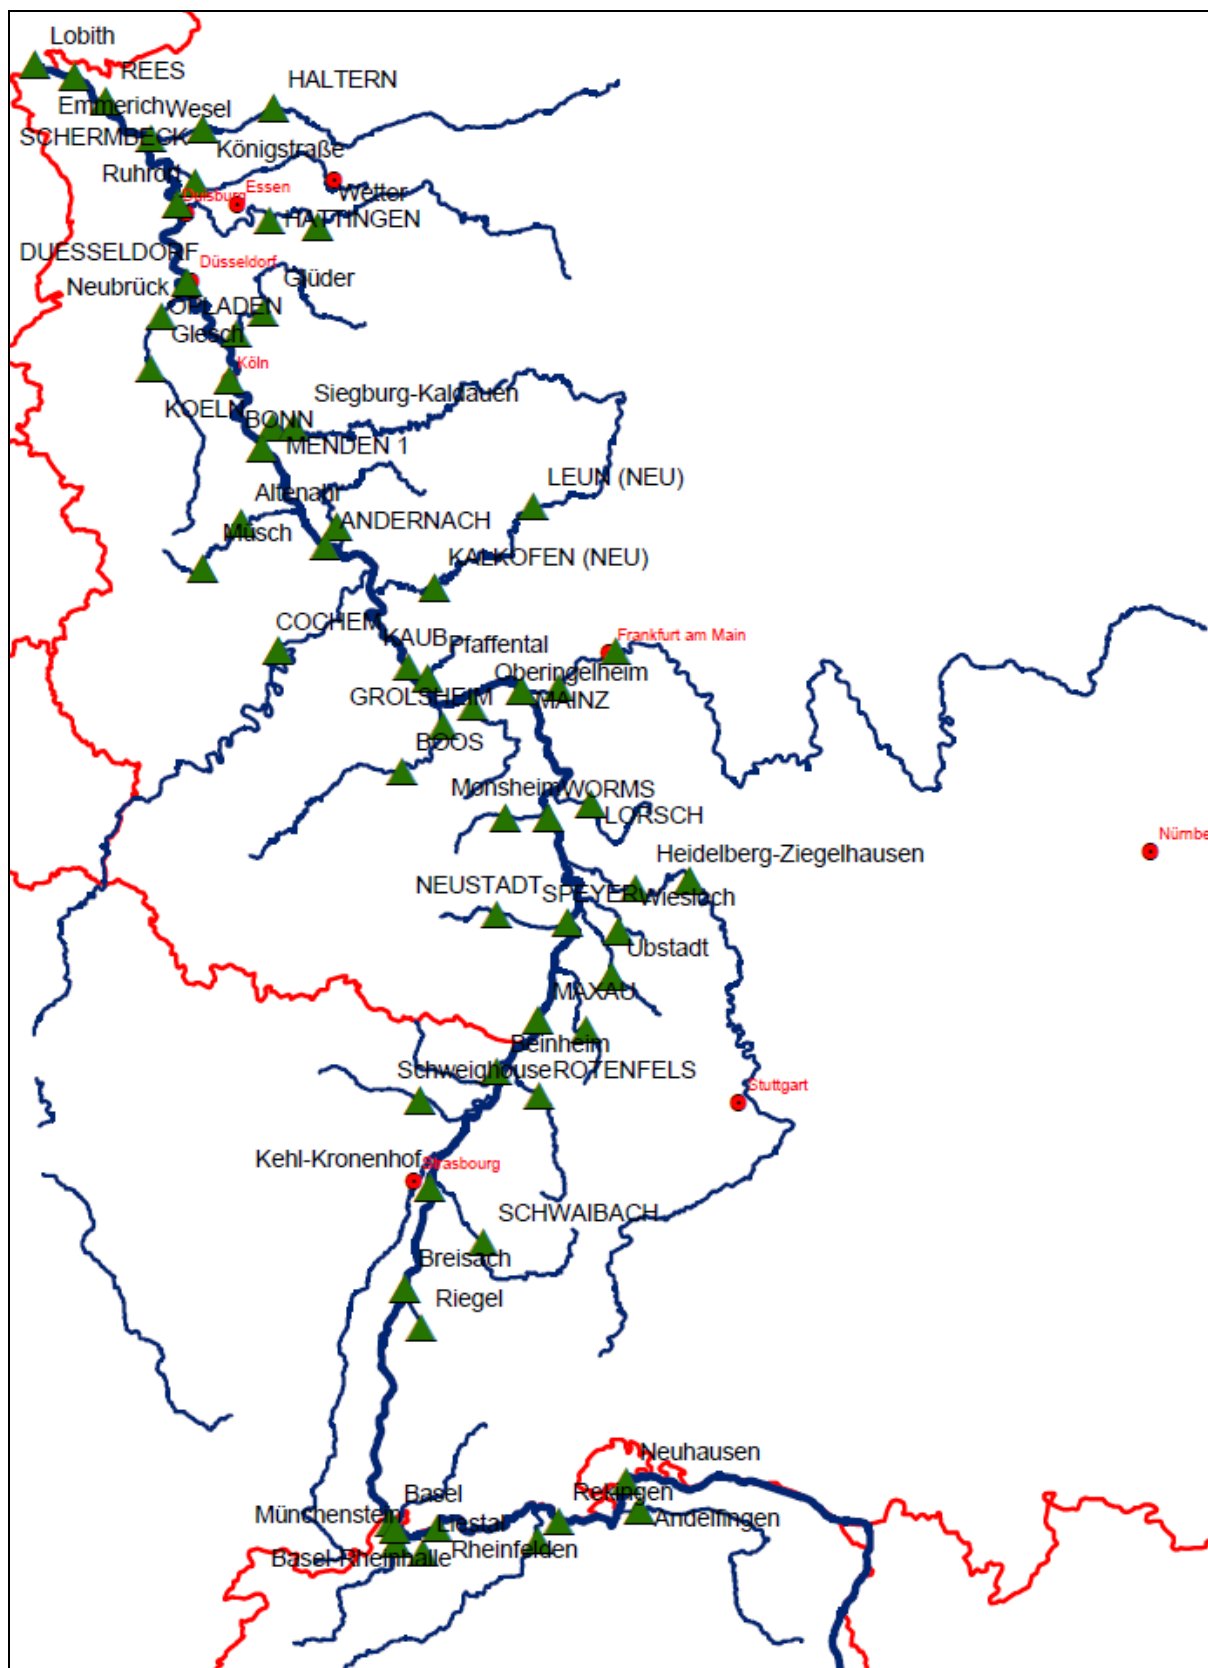 Lobith
REES
HALTERN
Emmerich
Wesel
SCHERMBECK
Königstraße
Ruhrort
Duisburg
Essen
Wetter
HATTINGEN
DUESSELDORF
Düsseldorf
Neubrück
Glüder
OPLADEN
Glesch
Köln
KOELN
Siegburg-Kaldauen
BONN
MENDEN 1
LEUN (NEU)
Altenahr
ANDERNACH
Müsch
KALKOFEN (NEU)
COCHEM
KAUB
Pfaffental
Frankfurt am Main
Oberingelheim
GROLSHEIM
MAINZ
BOOS
Monsheim
WORMS
LORSCH
Heidelberg-Ziegelhausen
Nürnbe
NEUSTADT
SPEYER
Wiesloch
Ubstadt
MAXAU
Beinheim
Schweighouse
ROTENFELS
Stuttgart
Kehl-Kronenhof
Strasbourg
SCHWAIBACH
Breisach
Riegel
Neuhausen
Basel
Rekingen
Münchenstein
Liestal
Andelfingen
Basel-Rheinhalle
Rheinfelden